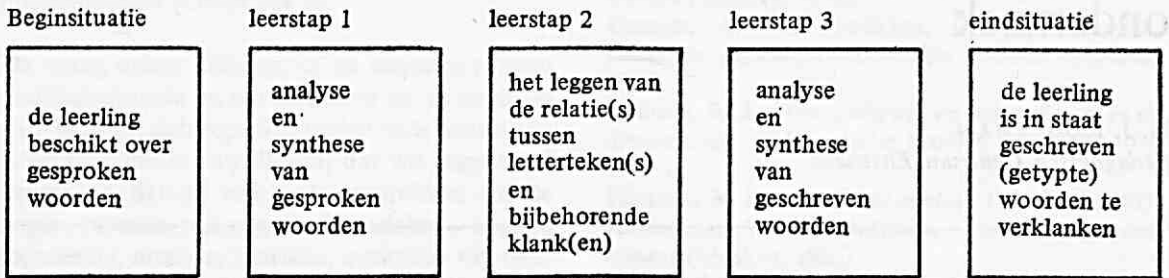 Beginsituatie
de leerling
beschikt over
gesproken
woorden
leerstap 1
analyse
en
synthese
van
gesproken
woorden
leerstap 2
het leggen van
de relatie(s)
tussen
letterteken(s)
en
bijbehorende
klank(en)
leerstap 3
analyse
en
synthese
van
geschreven
woorden
eindsituatie
de leerling
is in staat
geschreven
(getypte)
woorden te
verklanken